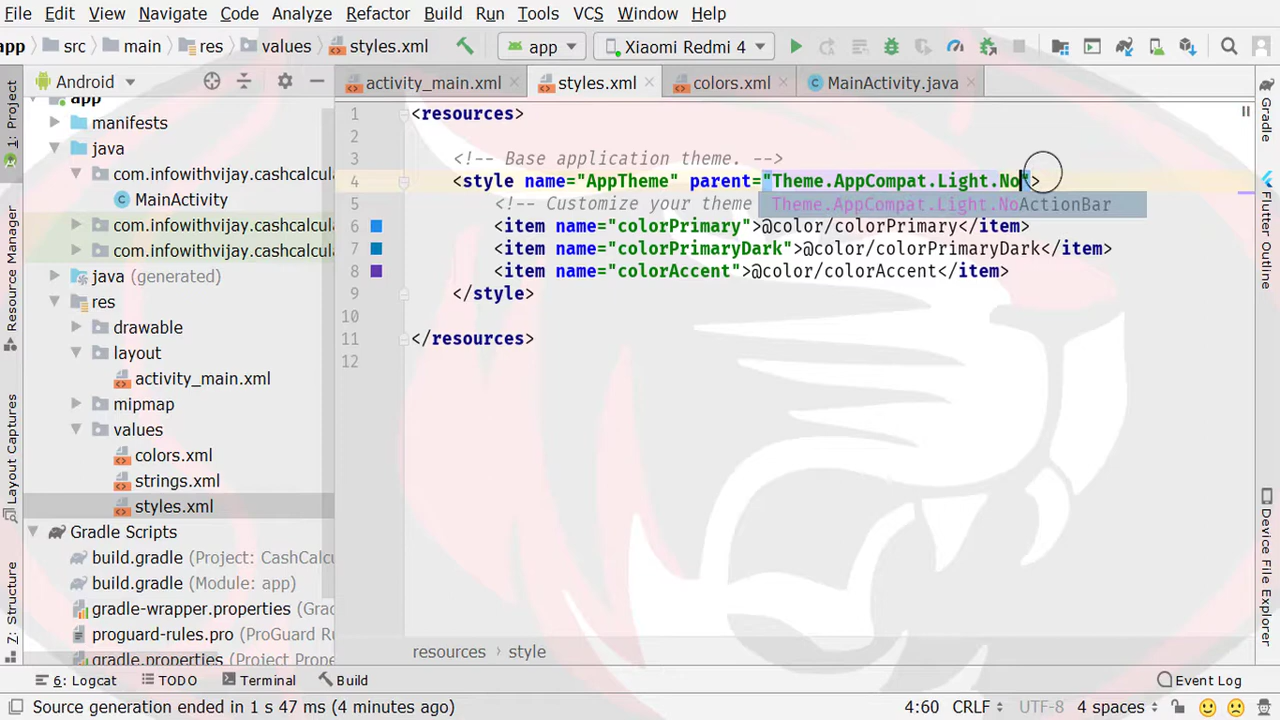 File Edit View Navigate Code Analyze Refactor Build Run Tools VCS Window Help
app src main res values styles.xml app Xiaomi Redmi 4
Android
activity_main.xml styles.xml colors.xml MainActivity.java
1: Project
Resource Manager
Layout Captures
Z: Structure
app
manifests
java
com.infowithvijay.cashcalcula
MainActivity
com.infowithvijay.cashcalcula
com.infowithvijay.cashcalcula
java (generated)
res
drawable
layout
activity_main.xml
mipmap
values
colors.xml
strings.xml
styles.xml
Gradle Scripts
build.gradle (Project: CashCalcu
build.gradle (Module: app)
gradle-wrapper.properties (Grad
proguard-rules.pro (ProGuard Ru
gradle.properties (Project Prope
1 <resources>
2
3 <!-- Base application theme. -->
4 <style name="AppTheme" parent="Theme.AppCompat.Light.No">
5 <!-- Customize your theme
Theme.AppCompat.Light.NoActionBar
6 <item name="colorPrimary">@color/colorPrimary</item>
7 <item name="colorPrimaryDark">@color/colorPrimaryDark</item>
8 <item name="colorAccent">@color/colorAccent</item>
9 </style>
10
11 </resources>
12
resources › style
Gradle
Flutter Outline
Device File Explorer
6: Logcat TODO Terminal Build Event Log
Source generation ended in 1 s 47 ms (4 minutes ago) 4:60 CRLF UTF-8 4 spaces